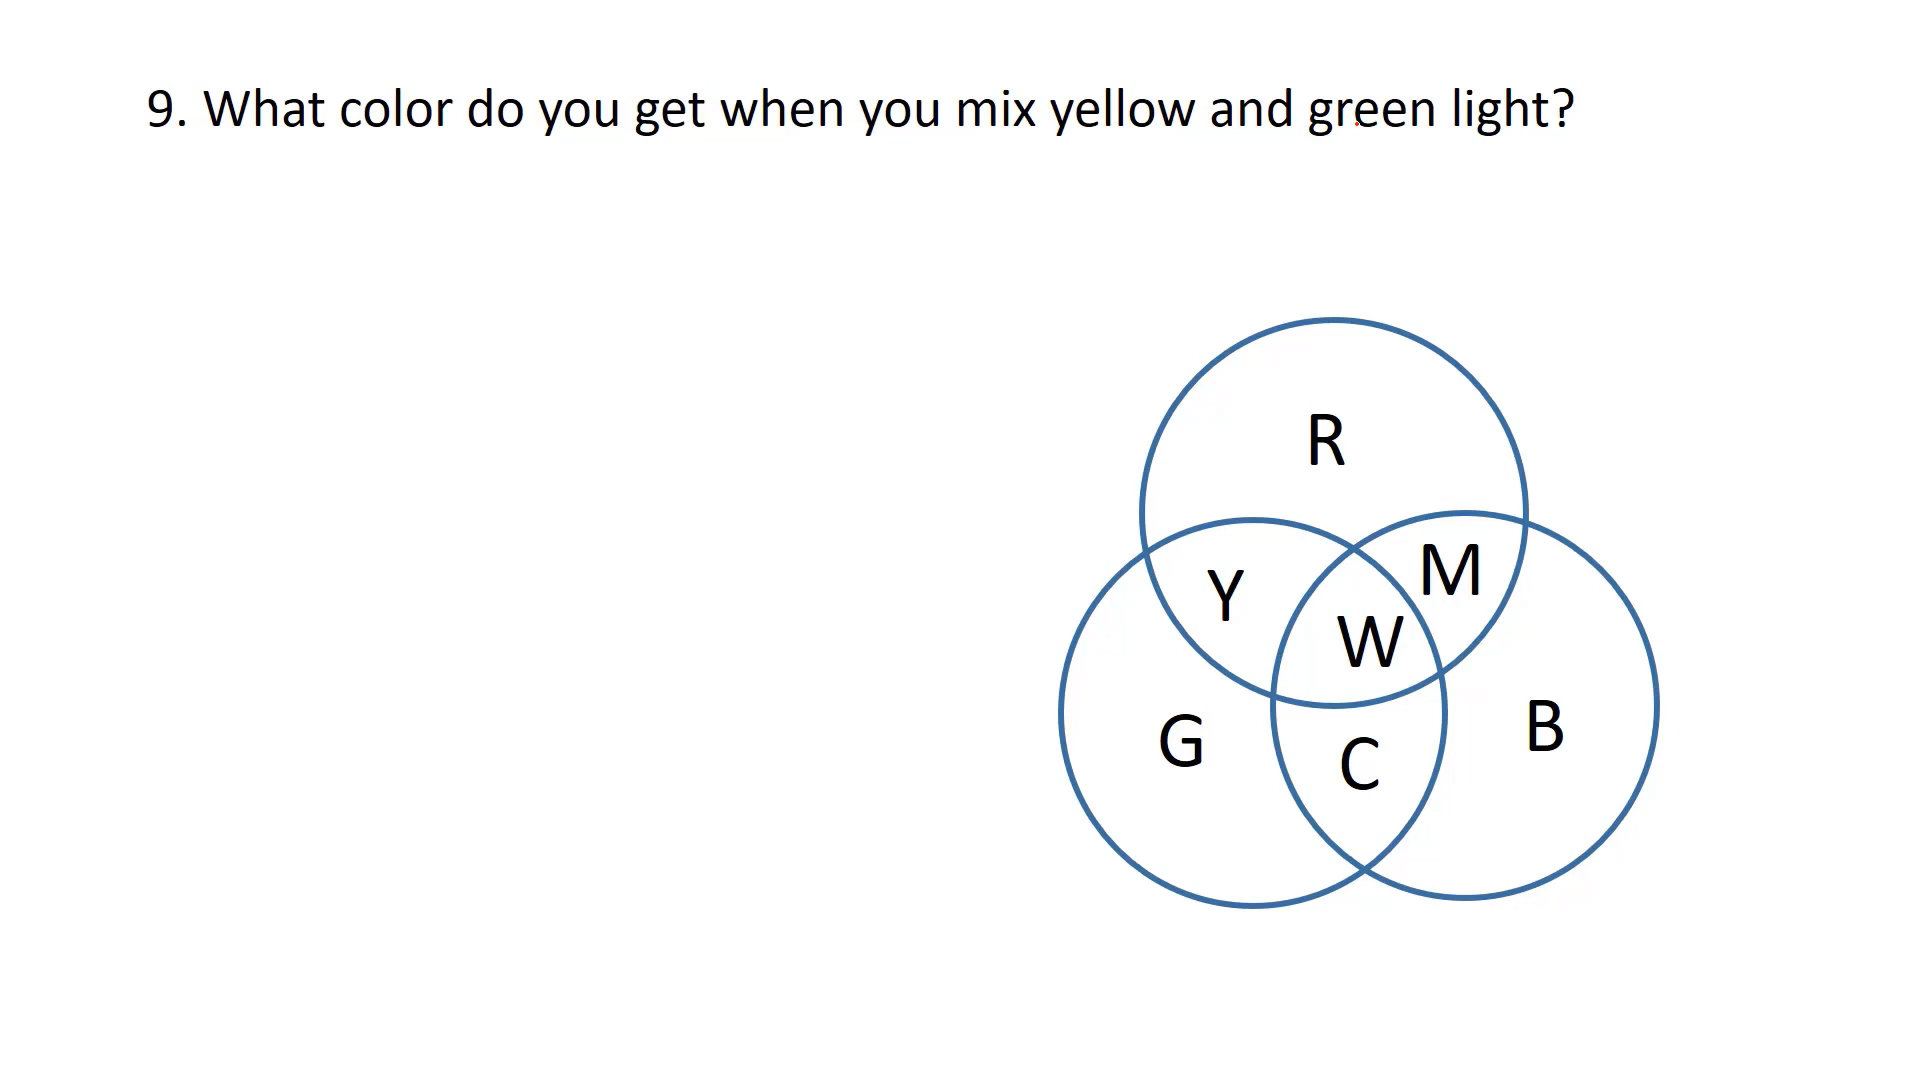 9. What color do you get when you mix yellow and green light?
R
M
Y
W
B
G
C